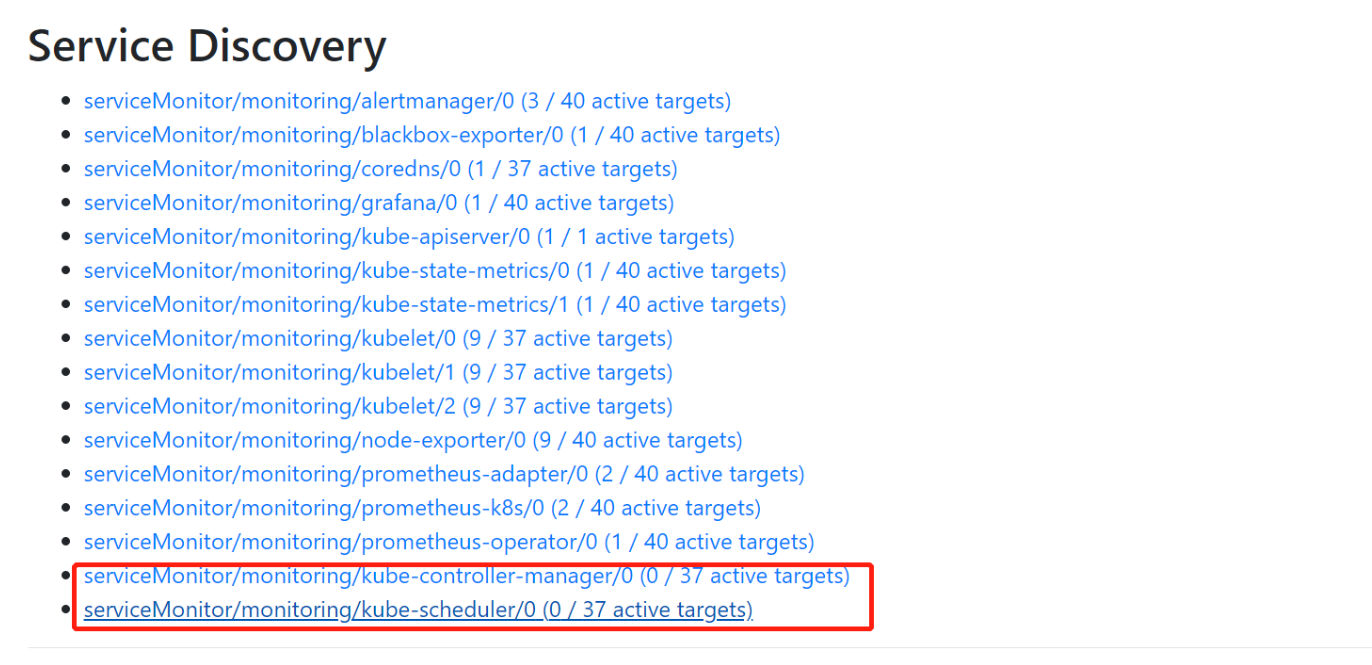 Service Discovery
serviceMonitor/monitoring/alertmanager/0 (3 / 40 active targets)
serviceMonitor/monitoring/blackbox-exporter/0 (1 / 40 active targets)
serviceMonitor/monitoring/coredns/0 (1 / 37 active targets)
serviceMonitor/monitoring/grafana/0 (1 / 40 active targets)
serviceMonitor/monitoring/kube-apiserver/0 (1 / 1 active targets)
serviceMonitor/monitoring/kube-state-metrics/0 (1 / 40 active targets)
serviceMonitor/monitoring/kube-state-metrics/1 (1 / 40 active targets)
serviceMonitor/monitoring/kubelet/0 (9 / 37 active targets)
serviceMonitor/monitoring/kubelet/1 (9 / 37 active targets)
serviceMonitor/monitoring/kubelet/2 (9 / 37 active targets)
serviceMonitor/monitoring/node-exporter/0 (9 / 40 active targets)
serviceMonitor/monitoring/prometheus-adapter/0 (2 / 40 active targets)
serviceMonitor/monitoring/prometheus-k8s/0 (2 / 40 active targets)
serviceMonitor/monitoring/prometheus-operator/0 (1 / 40 active targets)
serviceMonitor/monitoring/kube-controller-manager/0 (0 / 37 active targets)
serviceMonitor/monitoring/kube-scheduler/0 (0 / 37 active targets)